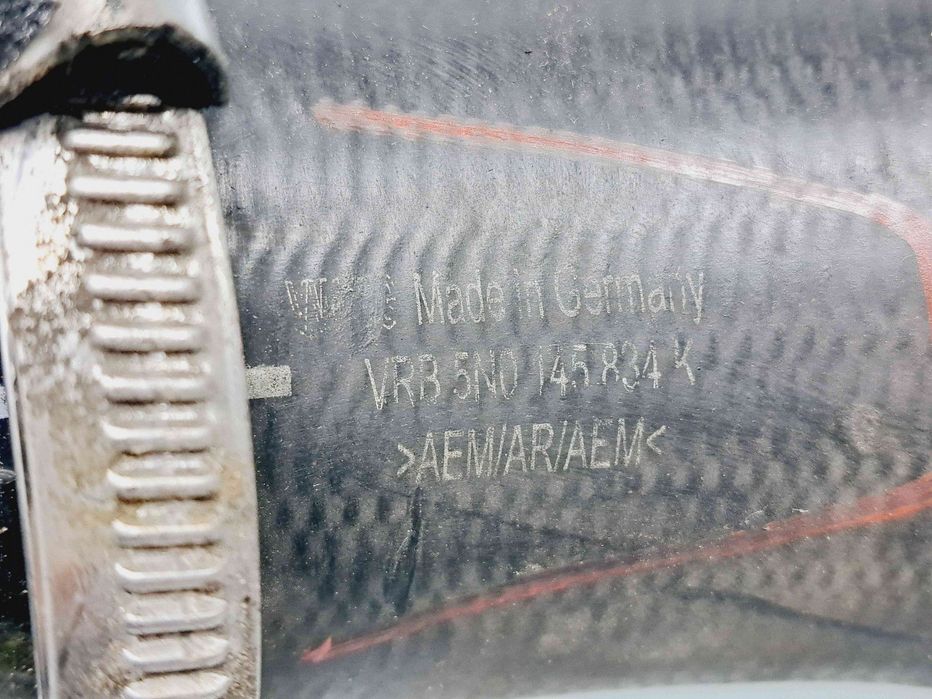 Made in Germany
VRB 5N0 145 834 K
>AEM/AR/AEM<